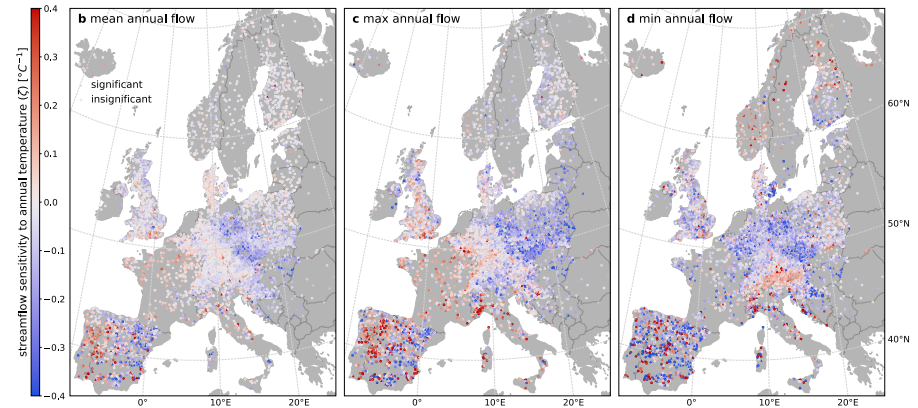 streamflow sensitivity to annual temperature (ζ) [°C⁻¹]
0.4
0.3
0.2
0.1
0.0
−0.1
−0.2
−0.3
−0.4
b mean annual flow
significant
insignificant
c max annual flow
d min annual flow
60°N
50°N
40°N
0° 10°E 20°E
0° 10°E 20°E
0° 10°E 20°E